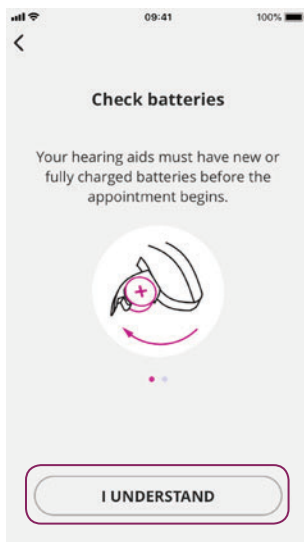 09:41 100%
Check batteries
Your hearing aids must have new or
fully charged batteries before the
appointment begins.
I UNDERSTAND